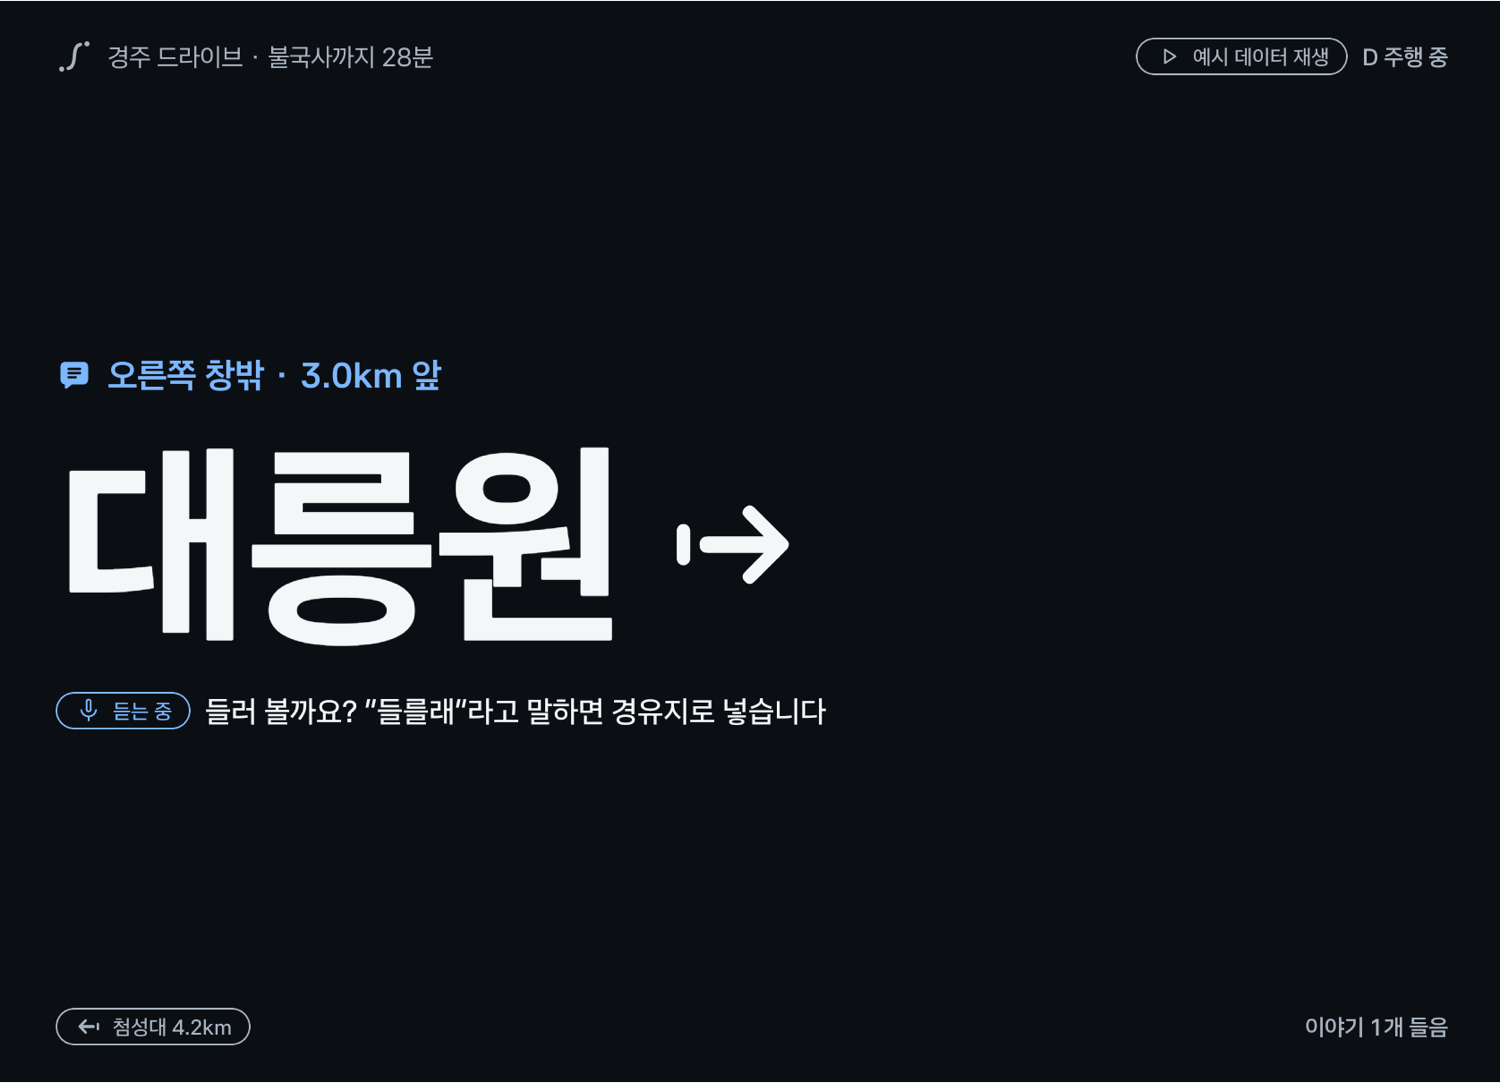 경주 드라이브 · 불국사까지 28분
예시 데이터 재생
D 주행 중
오른쪽 창밖 · 3.0km 앞
대릉원
듣는 중
들러 볼까요? "들를래"라고 말하면 경유지로 넣습니다
첨성대 4.2km
이야기 1개 들음